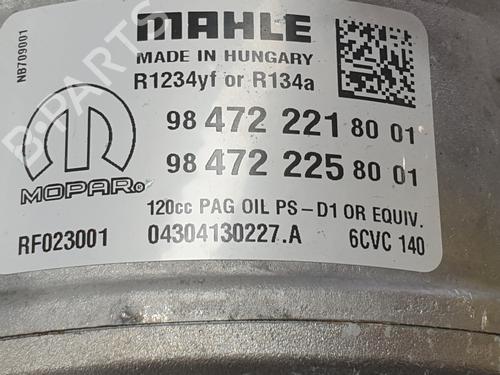 MAHLE
NB709001
MADE IN HUNGARY
R1234yf or R134a
98 472 221 80 01
98 472 225 80 01
MOPAR
120cc PAG OIL PS-D1 OR EQUIV.
RF023001 04304130227.A 6CVC 140
B-PARTS